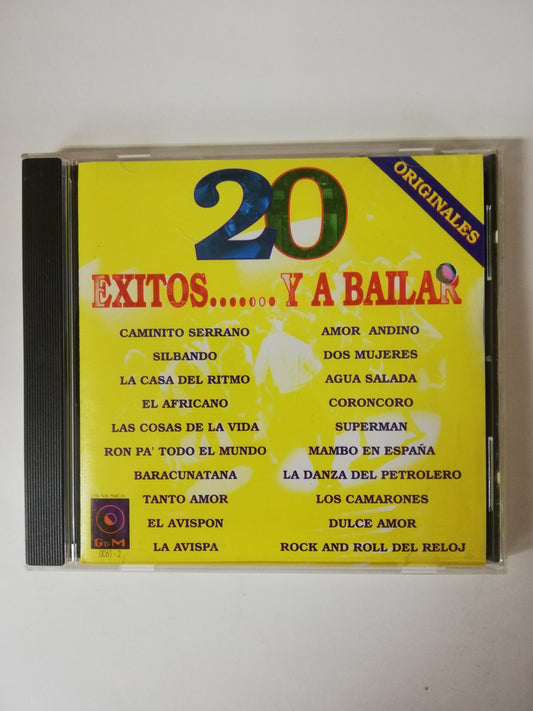 ORIGINALES
20
EXITOS....... Y A BAILAR
CAMINITO SERRANO
SILBANDO
LA CASA DEL RITMO
EL AFRICANO
LAS COSAS DE LA VIDA
RON PA' TODO EL MUNDO
BARACUNATANA
TANTO AMOR
EL AVISPON
LA AVISPA
AMOR ANDINO
DOS MUJERES
AGUA SALADA
CORONCORO
SUPERMAN
MAMBO EN ESPAÑA
LA DANZA DEL PETROLERO
LOS CAMARONES
DULCE AMOR
ROCK AND ROLL DEL RELOJ
0051-2